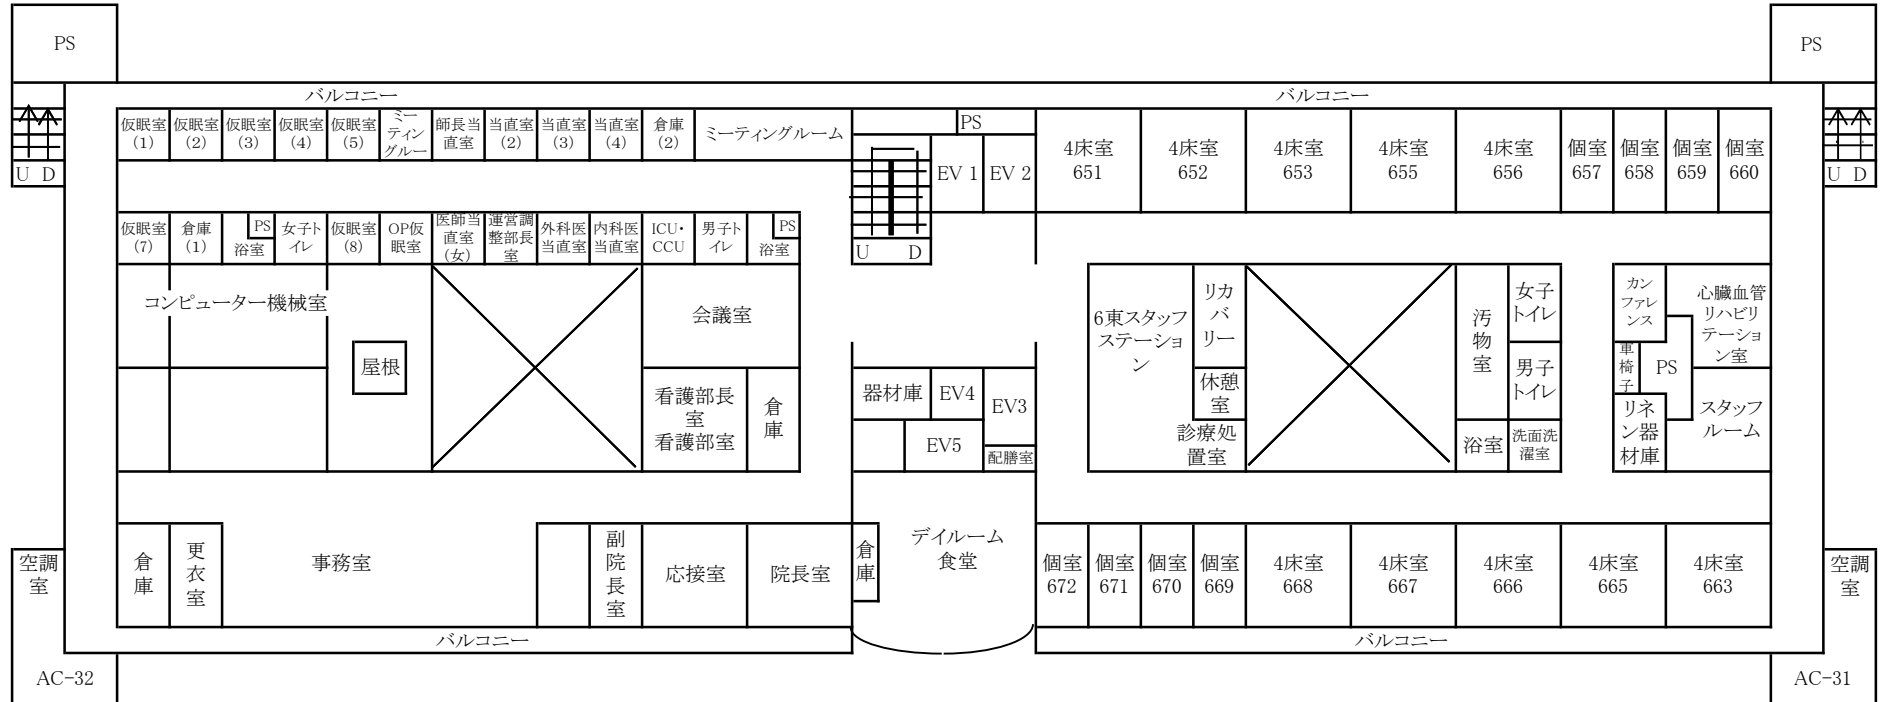 PS
PS
バルコニー
バルコニー
仮眠室
(1)
仮眠室
(2)
仮眠室
(3)
仮眠室
(4)
仮眠室
(5)
ミー
ティン
グルー
師長当
直室
当直室
(2)
当直室
(3)
当直室
(4)
倉庫
(2)
ミーティングルーム
PS
EV 1
EV 2
4床室
651
4床室
652
4床室
653
4床室
655
4床室
656
個室
657
個室
658
個室
659
個室
660
U D
U D
仮眠室
(7)
倉庫
(1)
PS
浴室
女子ト
イレ
仮眠室
(8)
OP仮
眠室
医師当
直室
(女)
運営調
整部長
室
外科医
当直室
内科医
当直室
ICU・
CCU
男子ト
イレ
PS
浴室
U D
コンピューター機械室
屋根
会議室
看護部長
室
看護部室
倉
庫
器材庫
EV4
EV3
EV5
配膳室
6東スタッフ
ステーショ
ン
リカ
バ
リー
休憩
室
診療処
置室
汚
物
室
女子
トイレ
男子
トイレ
浴室
洗面洗
濯室
カン
ファレ
ンス
車
椅
子
PS
リネ
ン器
材庫
心臓血管
リハビリ
テーショ
ン室
スタッフ
ルーム
空調
室
倉
庫
更
衣
室
事務室
副
院
長
室
応接室
院長室
倉
庫
デイルーム
食堂
個室
672
個室
671
個室
670
個室
669
4床室
668
4床室
667
4床室
666
4床室
665
4床室
663
空調
室
バルコニー
バルコニー
AC-32
AC-31